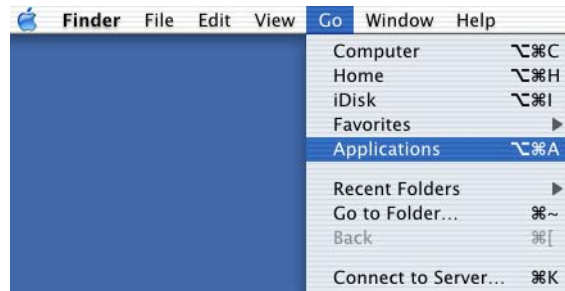 Finder File Edit View Go Window Help
Computer ⌥⌘C
Home ⌥⌘H
iDisk ⌥⌘I
Favorites ▶
Applications ⌥⌘A
Recent Folders ▶
Go to Folder... ⌘~
Back ⌘[
Connect to Server... ⌘K